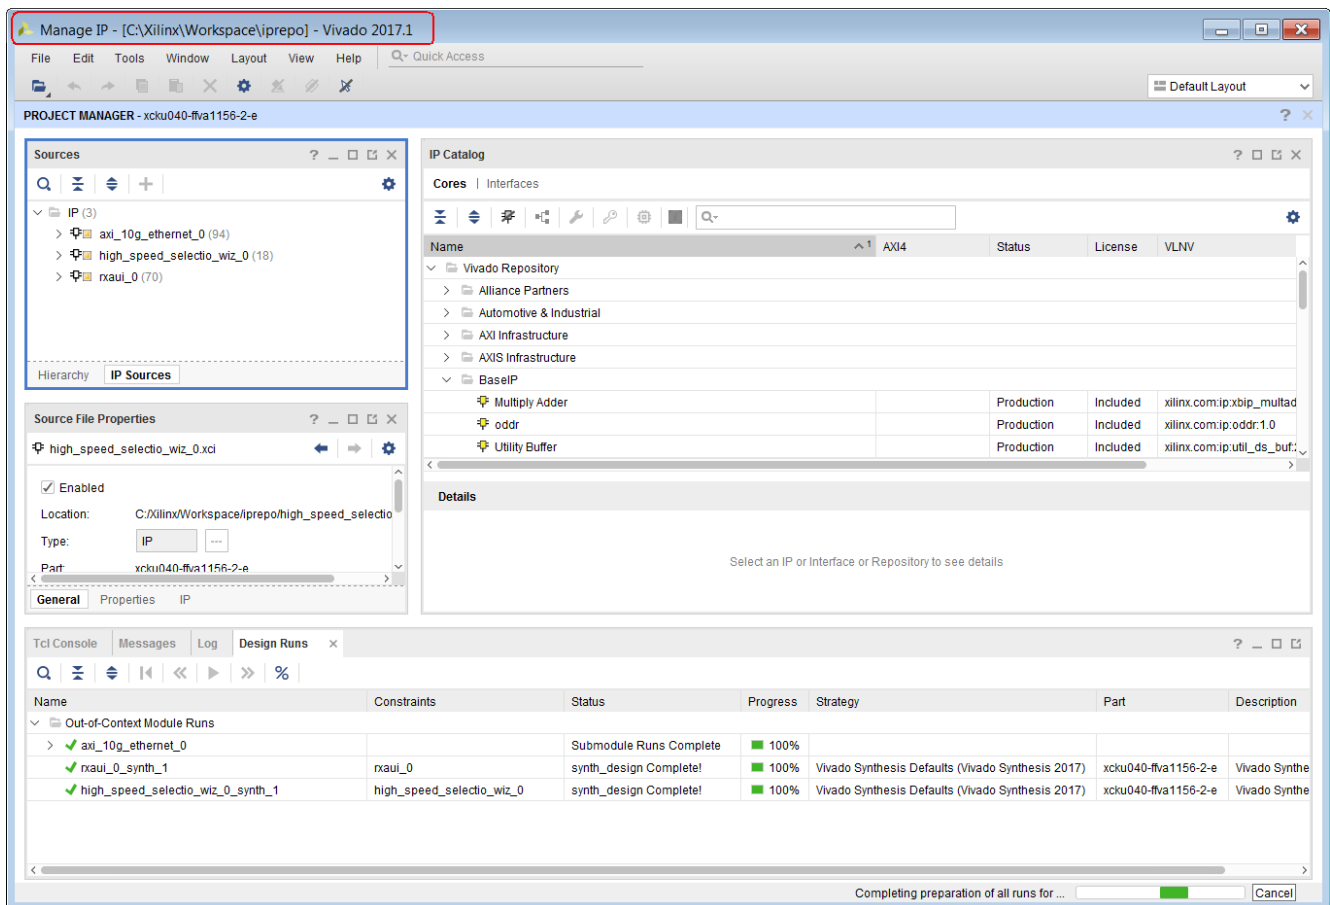 Manage IP - [C:\Xilinx\Workspace\iprepo] - Vivado 2017.1
File Edit Tools Window Layout View Help Quick Access
Default Layout
PROJECT MANAGER - xcku040-ffva1156-2-e
Sources
IP (3)
axi_10g_ethernet_0 (94)
high_speed_selectio_wiz_0 (18)
rxaui_0 (70)
Hierarchy IP Sources
Source File Properties
high_speed_selectio_wiz_0.xci
Enabled
Location: C:/Xilinx/Workspace/iprepo/high_speed_selectio
Type: IP
Part: xcku040-ffva1156-2-e
General Properties IP
IP Catalog
Cores | Interfaces
Name 1 AXI4 Status License VLNV
Vivado Repository
Alliance Partners
Automotive & Industrial
AXI Infrastructure
AXIS Infrastructure
BaseIP
Multiply Adder Production Included xilinx.com:ip:xbip_multad
oddr Production Included xilinx.com:ip:oddr:1.0
Utility Buffer Production Included xilinx.com:ip:util_ds_buf:
Details
Select an IP or Interface or Repository to see details
Tcl Console Messages Log Design Runs
Name Constraints Status Progress Strategy Part Description
Out-of-Context Module Runs
axi_10g_ethernet_0 Submodule Runs Complete 100%
rxaui_0_synth_1 rxaui_0 synth_design Complete! 100% Vivado Synthesis Defaults (Vivado Synthesis 2017) xcku040-ffva1156-2-e Vivado Synthe
high_speed_selectio_wiz_0_synth_1 high_speed_selectio_wiz_0 synth_design Complete! 100% Vivado Synthesis Defaults (Vivado Synthesis 2017) xcku040-ffva1156-2-e Vivado Synthe
Completing preparation of all runs for ... Cancel